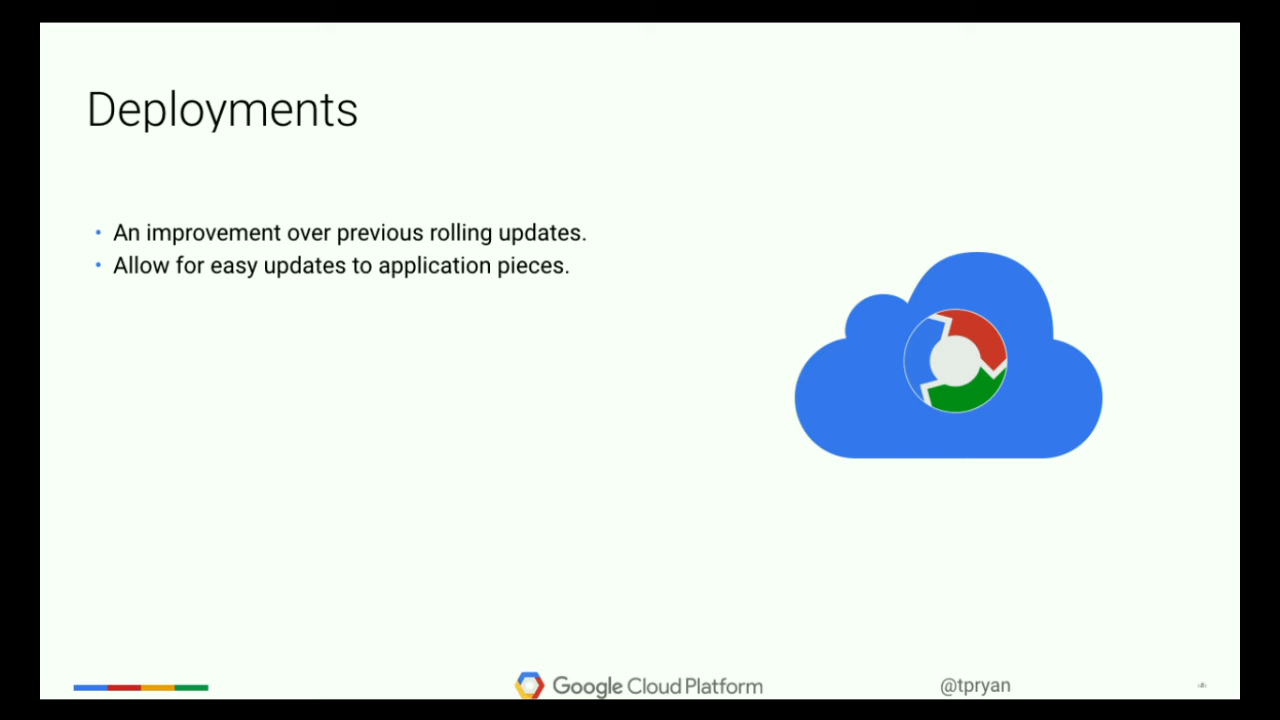 Deployments
• An improvement over previous rolling updates.
• Allow for easy updates to application pieces.
Google Cloud Platform
@tpryan